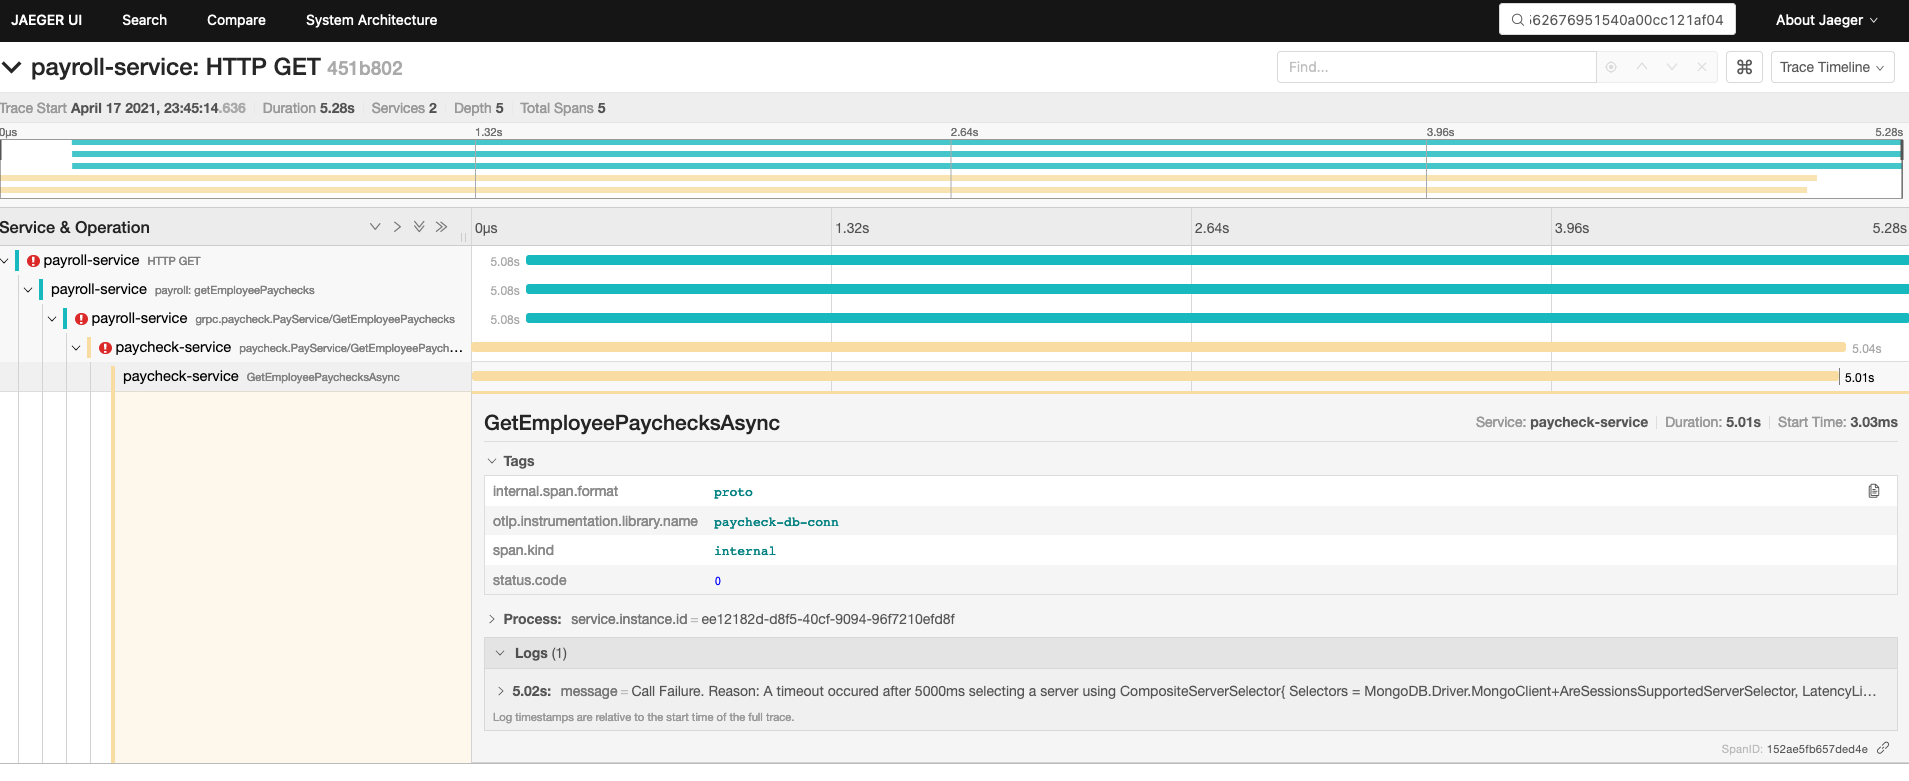 JAEGER UI Search Compare System Architecture 562676951540a00cc121af04 About Jaeger
payroll-service: HTTP GET 451b802 Find... Trace Timeline
Trace Start April 17 2021, 23:45:14.636 Duration 5.28s Services 2 Depth 5 Total Spans 5
0μs 1.32s 2.64s 3.96s 5.28s
Service & Operation 0μs 1.32s 2.64s 3.96s 5.28s
payroll-service HTTP GET 5.08s
payroll-service payroll: getEmployeePaychecks 5.08s
payroll-service grpc.paycheck.PayService/GetEmployeePaychecks 5.08s
paycheck-service paycheck.PayService/GetEmployeePaych... 5.04s
paycheck-service GetEmployeePaychecksAsync 5.01s
GetEmployeePaychecksAsync Service: paycheck-service Duration: 5.01s Start Time: 3.03ms
Tags
internal.span.format proto
otlp.instrumentation.library.name paycheck-db-conn
span.kind internal
status.code 0
Process: service.instance.id = ee12182d-d8f5-40cf-9094-96f7210efd8f
Logs (1)
5.02s: message = Call Failure. Reason: A timeout occured after 5000ms selecting a server using CompositeServerSelector{ Selectors = MongoDB.Driver.MongoClient+AreSessionsSupportedServerSelector, LatencyLi...
Log timestamps are relative to the start time of the full trace.
SpanID: 152ae5fb657ded4e